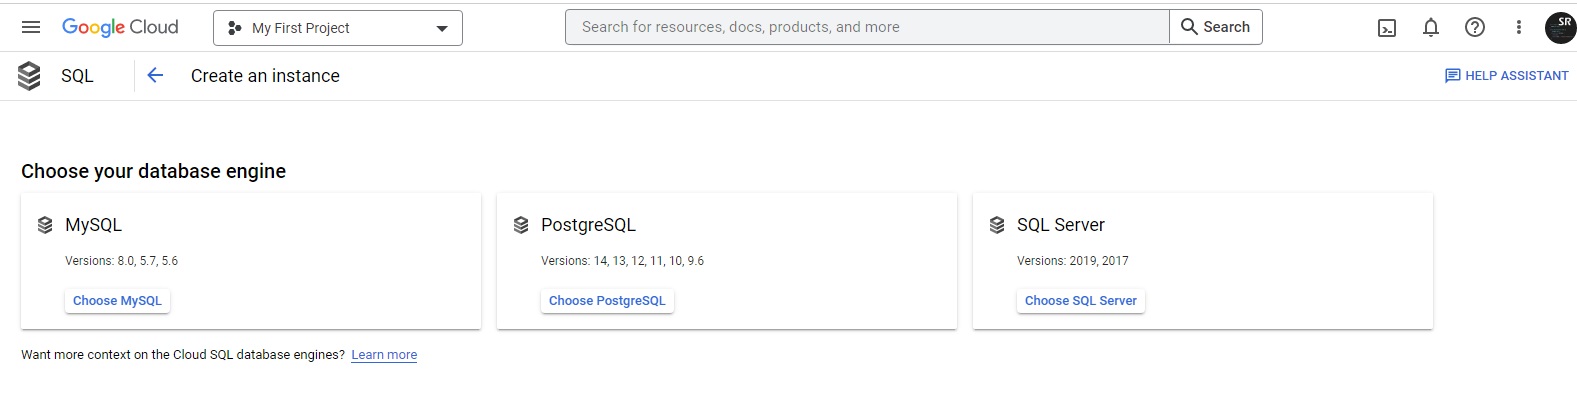 Google Cloud
My First Project
Search for resources, docs, products, and more
Search
SR
SQL
Create an instance
HELP ASSISTANT
Choose your database engine
MySQL
Versions: 8.0, 5.7, 5.6
Choose MySQL
PostgreSQL
Versions: 14, 13, 12, 11, 10, 9.6
Choose PostgreSQL
SQL Server
Versions: 2019, 2017
Choose SQL Server
Want more context on the Cloud SQL database engines? Learn more